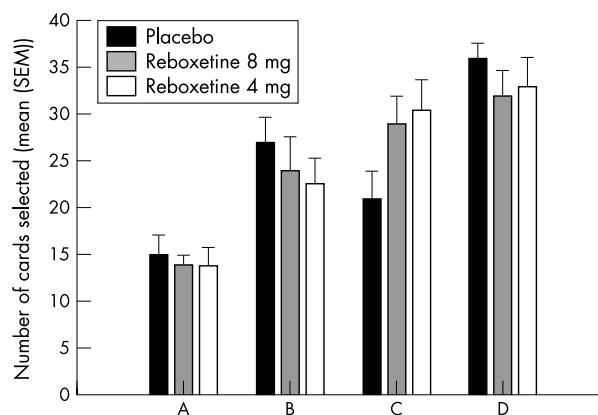 40
35
30
25
20
15
10
5
0
Number of cards selected (mean (SEM))
Placebo
Reboxetine 8 mg
Reboxetine 4 mg
A B C D